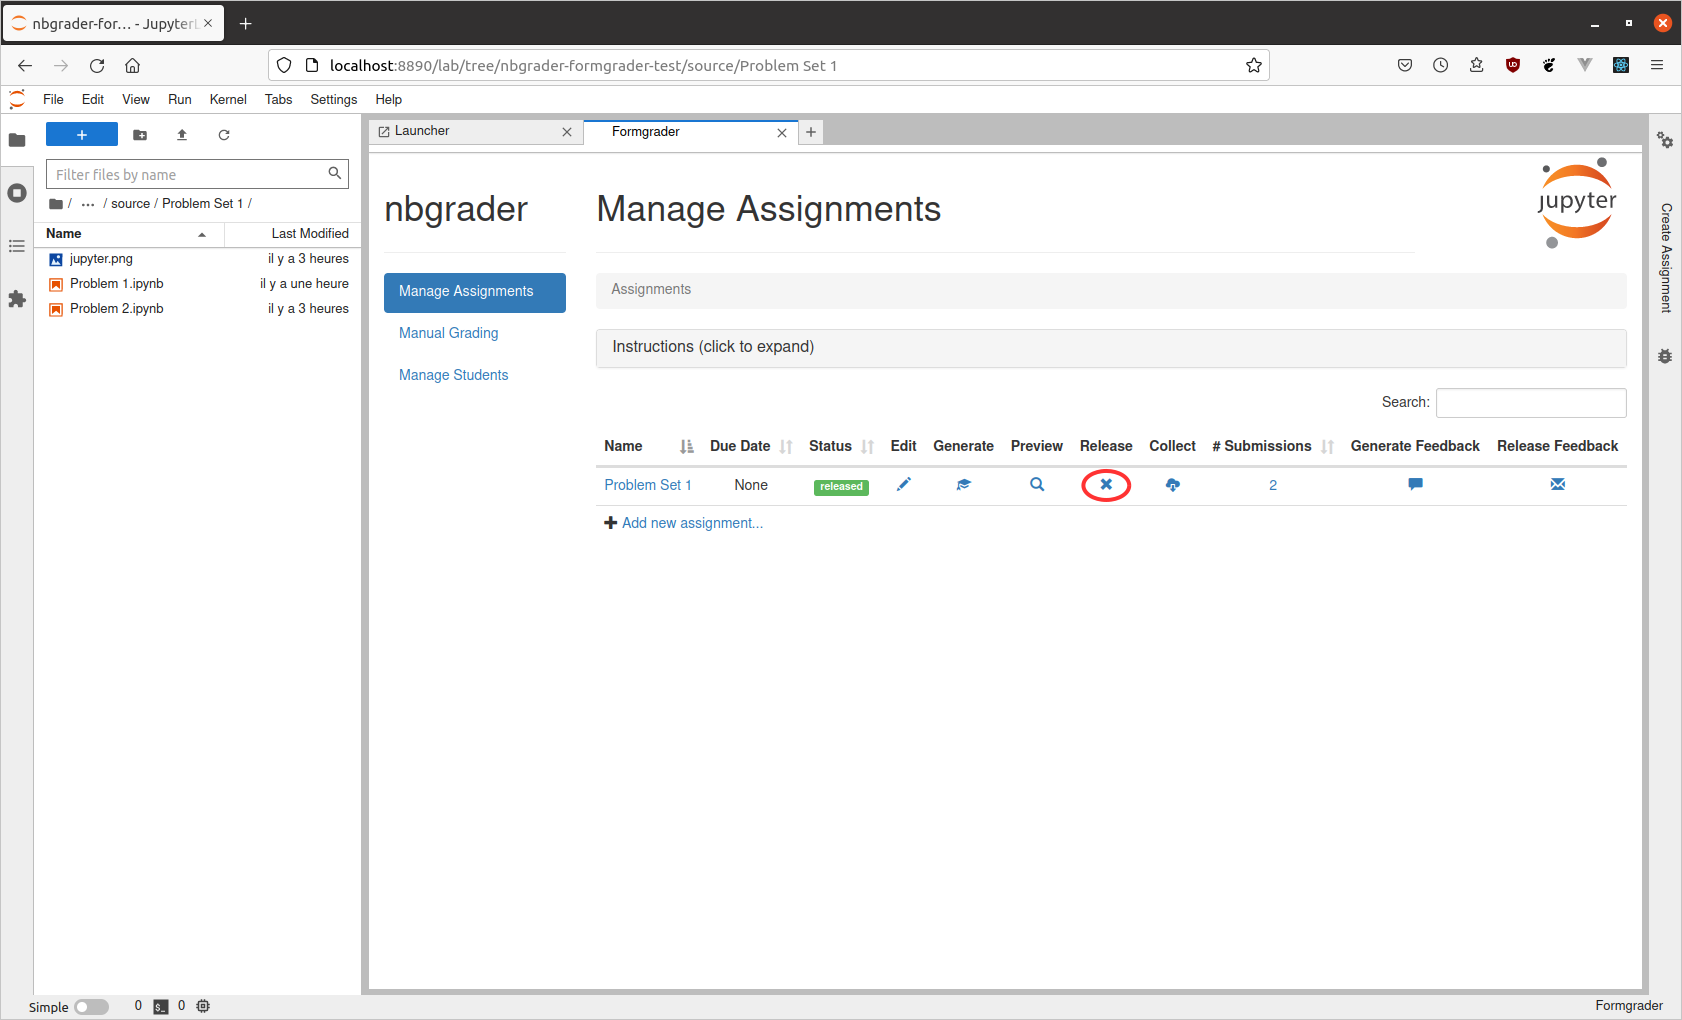 nbgrader-for… - JupyterL
localhost:8890/lab/tree/nbgrader-formgrader-test/source/Problem Set 1
File Edit View Run Kernel Tabs Settings Help
Filter files by name
/ … / source / Problem Set 1 /
Name Last Modified
jupyter.png il y a 3 heures
Problem 1.ipynb il y a une heure
Problem 2.ipynb il y a 3 heures
Launcher
Formgrader
nbgrader
Manage Assignments
Manual Grading
Manage Students
Manage Assignments
jupyter
Assignments
Instructions (click to expand)
Search:
Name Due Date Status Edit Generate Preview Release Collect # Submissions Generate Feedback Release Feedback
Problem Set 1 None released 2
Add new assignment...
Create Assignment
Simple 0 $_ 0
Formgrader